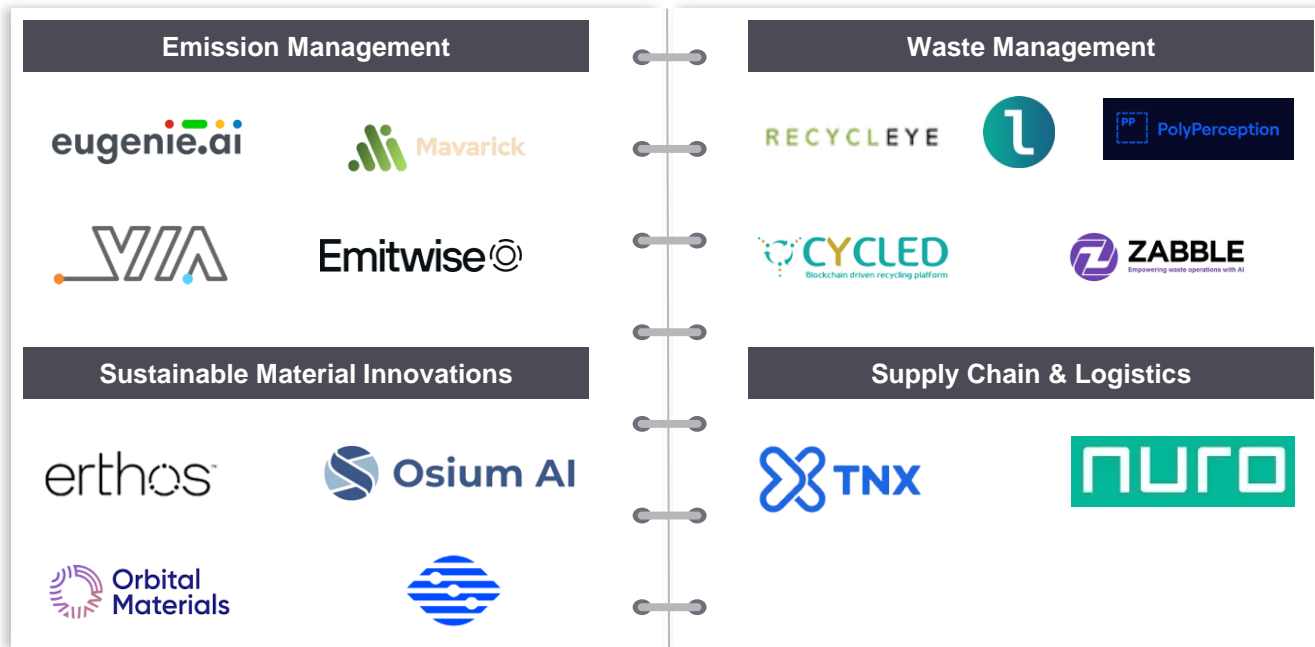 Emission Management
eugenie.ai
Mavarick
VIA
Emitwise
Waste Management
RECYCLEYE
l
PP
PolyPerception
CYCLED
Blockchain driven recycling platform
ZABBLE
Empowering waste operations with AI
Sustainable Material Innovations
erthos™
Osium AI
Orbital
Materials
Supply Chain & Logistics
TNX
nuro